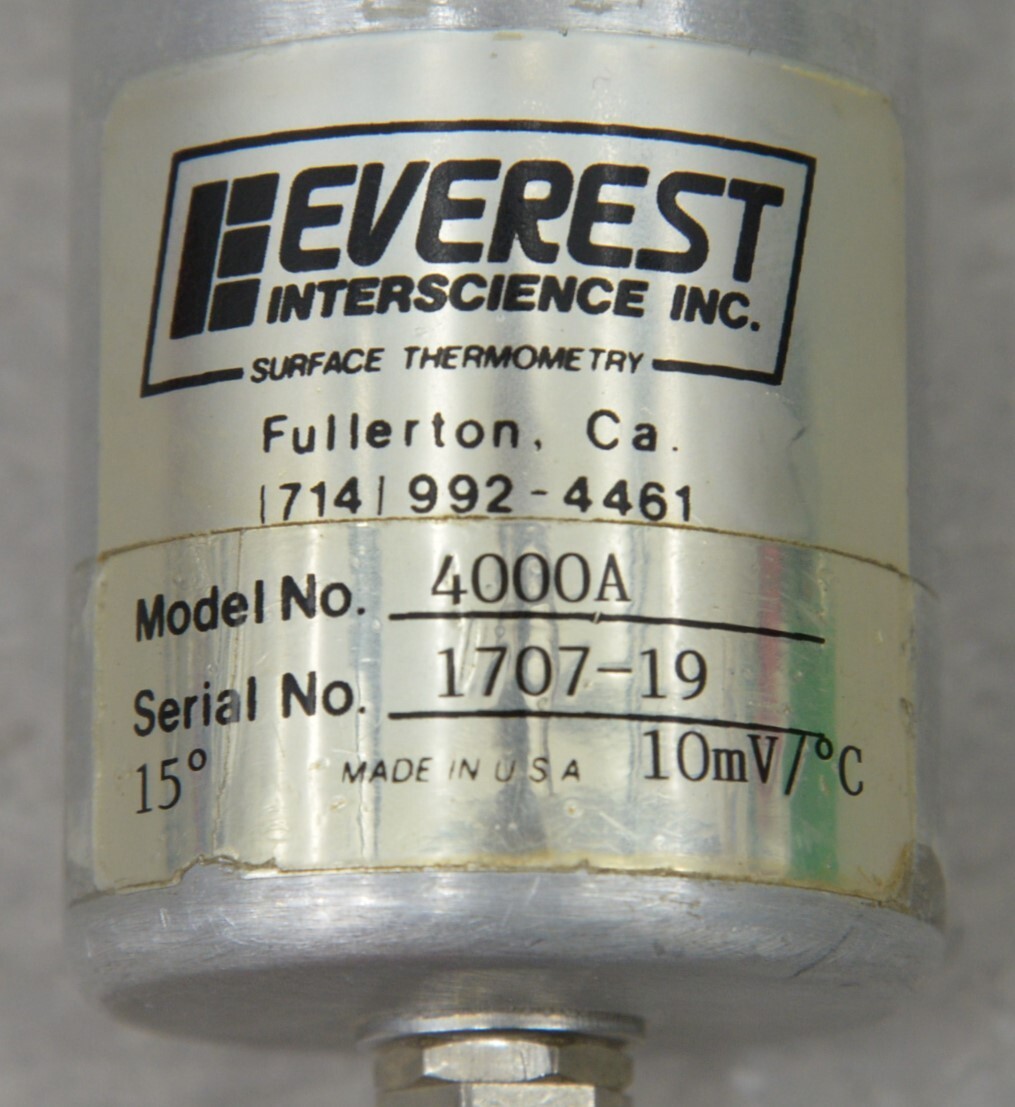 EVEREST
INTERSCIENCE INC.
SURFACE THERMOMETRY
Fullerton, Ca.
(714) 992-4461
Model No. 4000A
Serial No. 1707-19
15° MADE IN U S A 10mV/°C